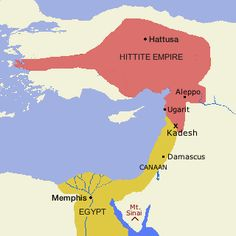 Hattusa
HITTITE EMPIRE
Aleppo
Ugarit
x
Kadesh
Damascus
CANAAN
Memphis
EGYPT
Mt.
Sinai